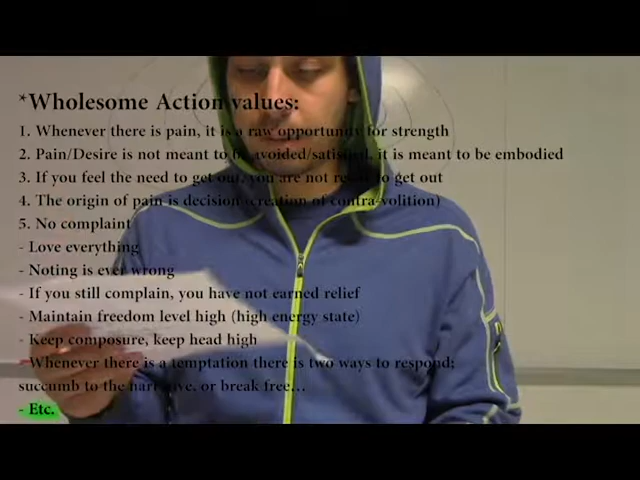 *Wholesome Action values:
1. Whenever there is pain, it is a raw opportunity for strength
2. Pain/Desire is not meant to be avoided/satisfied, it is meant to be embodied
3. If you feel the need to get out, you are not ready to get out
4. The origin of pain is decision (creation of contra-volition)
5. No complaint
- Love everything
- Noting is ever wrong
- If you still complain, you have not earned relief
- Maintain freedom level high (high energy state)
- Keep composure, keep head high
- Whenever there is a temptation there is two ways to respond;
succumb to the narrative, or break free...
- Etc.